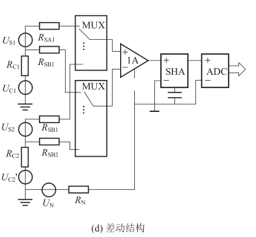 MUX
U_S1
R_SA1
R_SB1
R_C1
U_C1
MUX
1A
SHA
ADC
U_S2
R_SB1
R_C2
R_SB2
U_C2'
U_N
R_N
(d) 差动结构